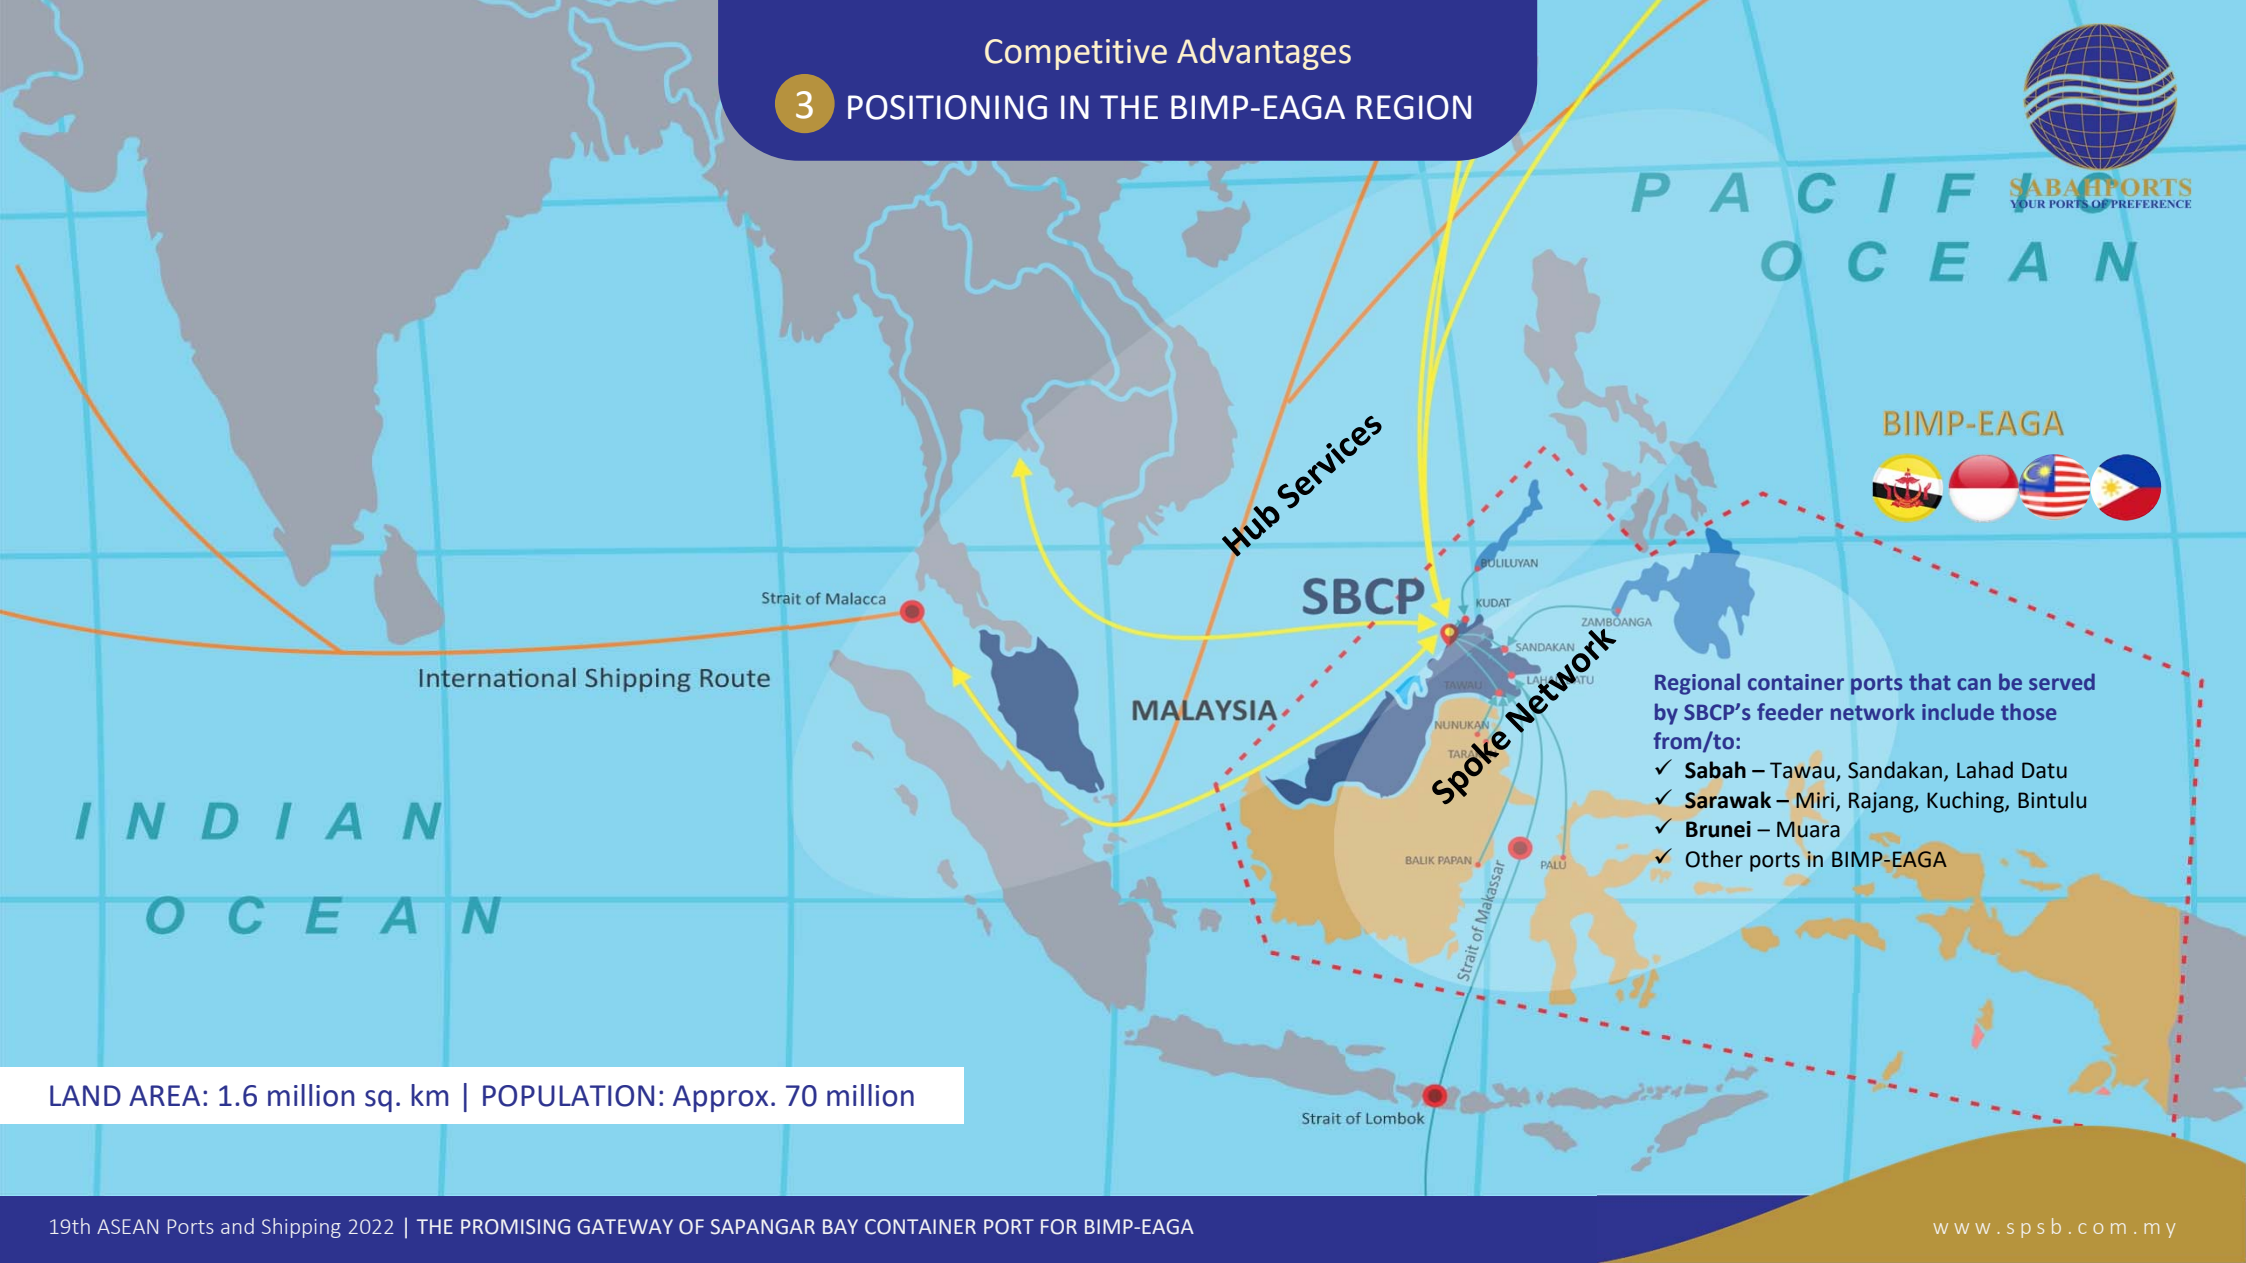 Competitive Advantages
3 POSITIONING IN THE BIMP-EAGA REGION
SABAHPORTS
YOUR PORTS OF PREFERENCE
PACIFIC
OCEAN
BIMP-EAGA
Hub Services
SBCP
BULILUYAN
KUDAT
ZAMBOANGA
SANDAKAN
LAHAD DATU
TAWAU
NUNUKAN
Spoke Network
Strait of Malacca
International Shipping Route
MALAYSIA
Regional container ports that can be served
by SBCP's feeder network include those
from/to:
✓ Sabah – Tawau, Sandakan, Lahad Datu
✓ Sarawak – Miri, Rajang, Kuching, Bintulu
✓ Brunei – Muara
✓ Other ports in BIMP-EAGA
INDIAN
OCEAN
BALIK PAPAN
PALU
Strait of Makassar
Strait of Lombok
LAND AREA: 1.6 million sq. km | POPULATION: Approx. 70 million
19th ASEAN Ports and Shipping 2022 | THE PROMISING GATEWAY OF SAPANGAR BAY CONTAINER PORT FOR BIMP-EAGA
www.spsb.com.my